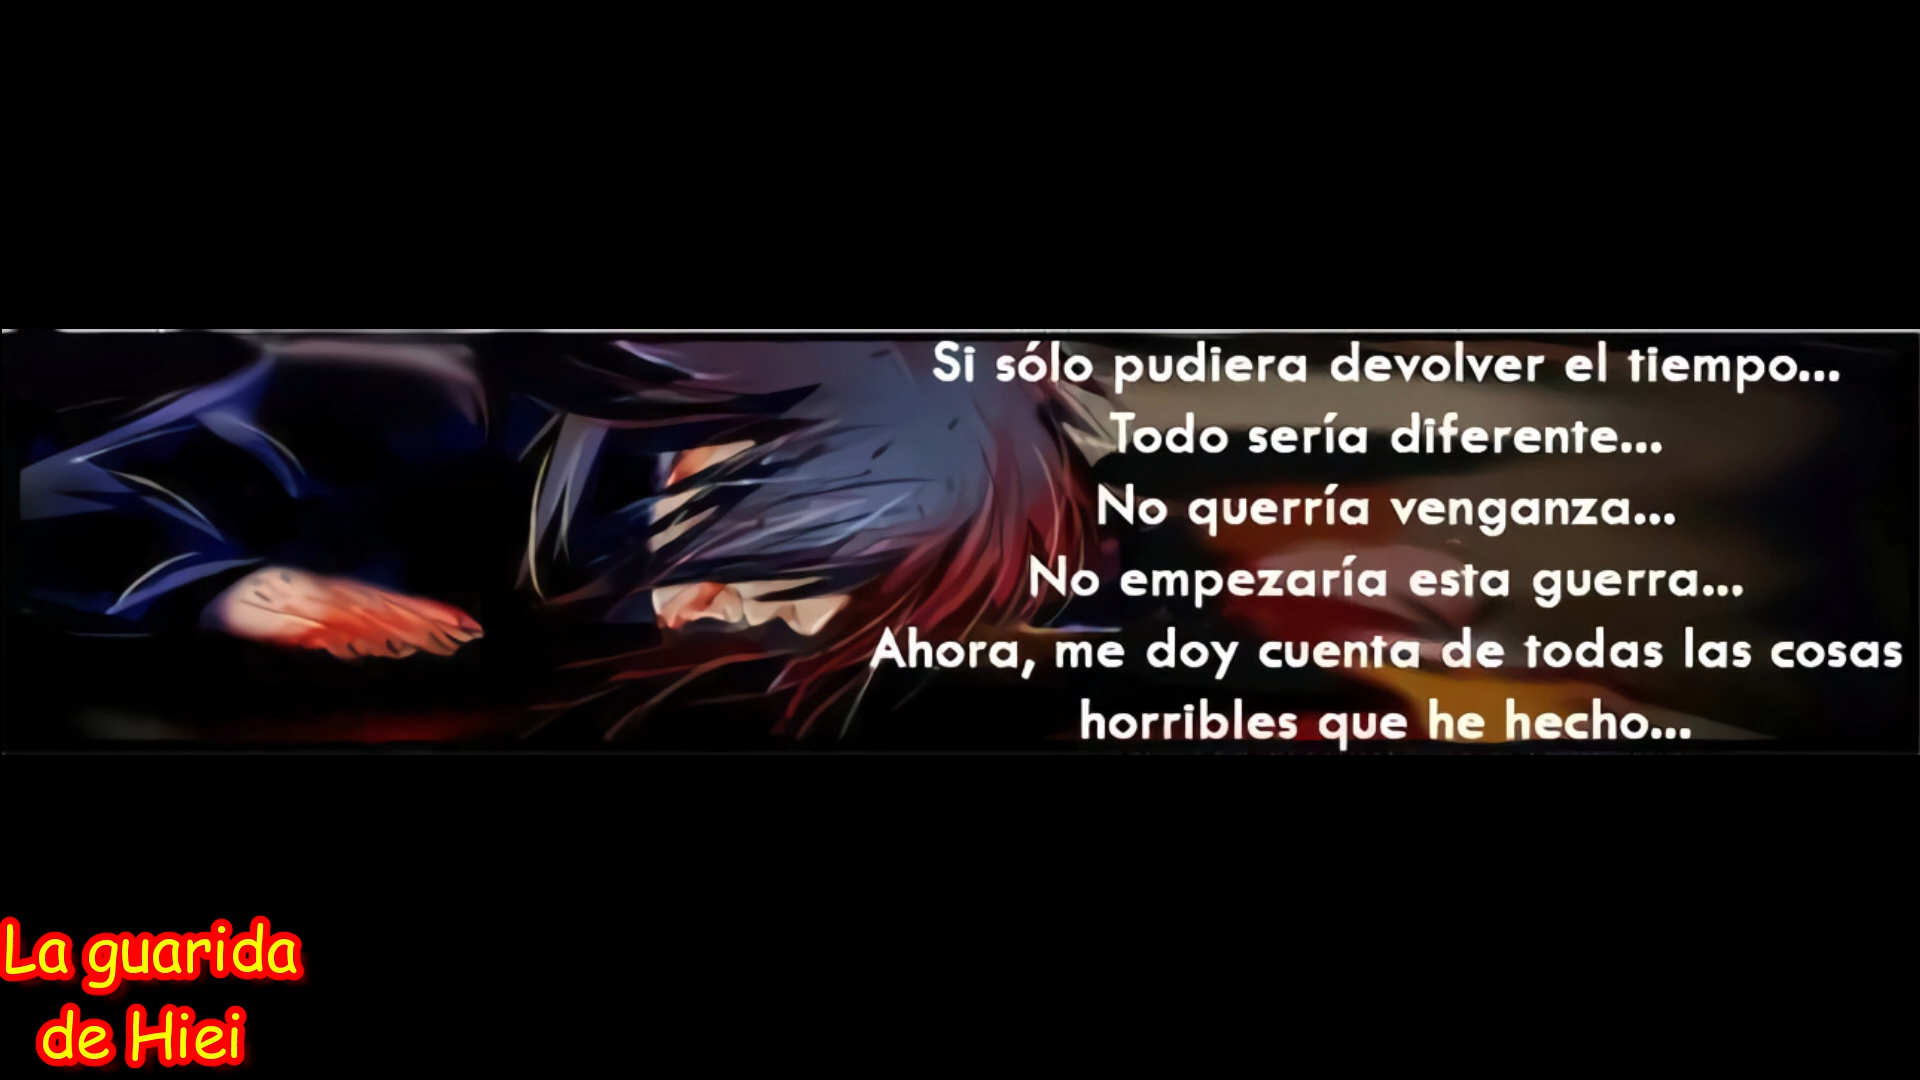 Si sólo pudiera devolver el tiempo...
Todo sería diferente...
No querría venganza...
No empezaría esta guerra...
Ahora, me doy cuenta de todas las cosas
horribles que he hecho...
La guarida
de Hiei